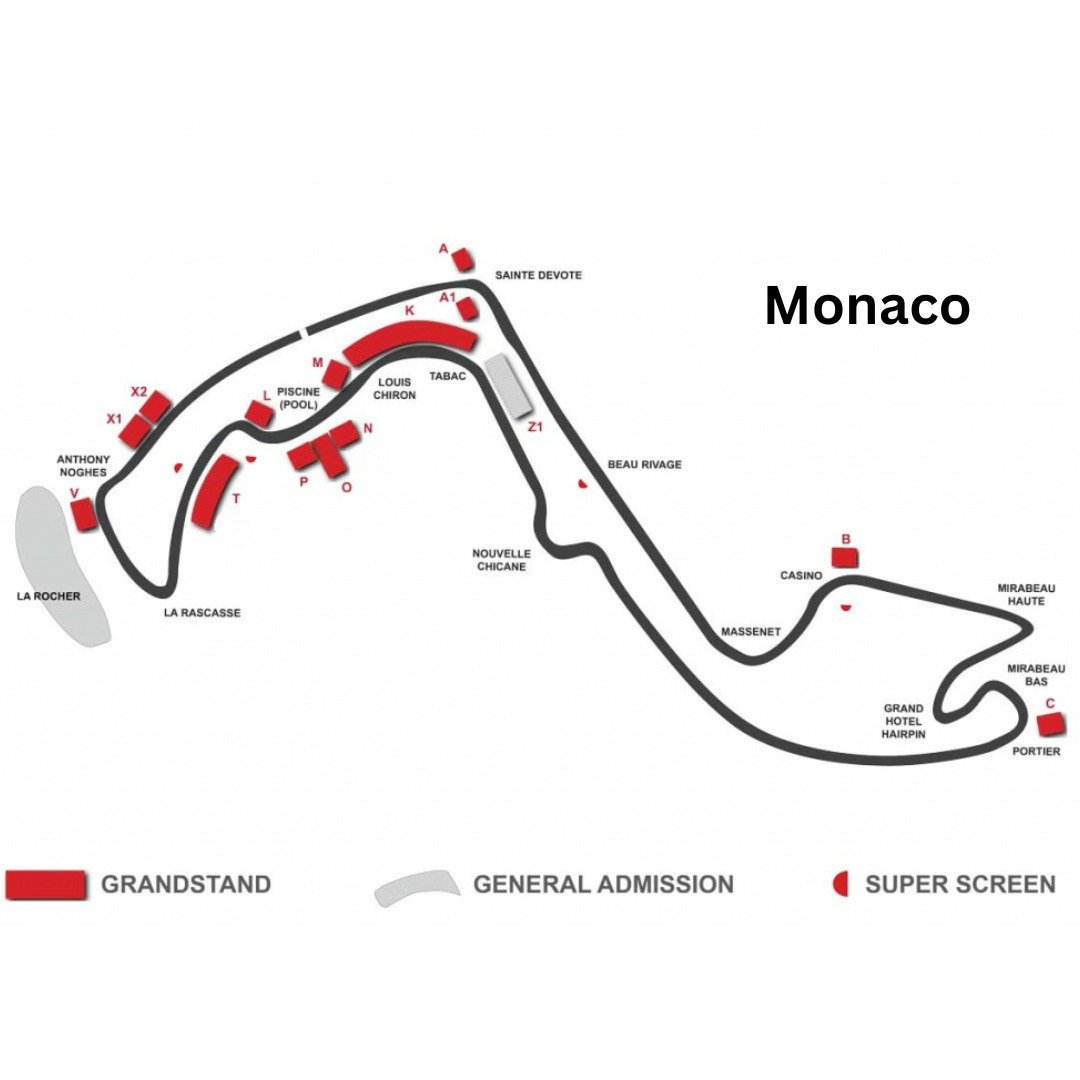 A
SAINTE DEVOTE
Monaco
A1
K
M
TABAC
LOUIS
CHIRON
PISCINE
(POOL)
L
X2
X1
Z1
N
O
P
T
ANTHONY
NOGHES
V
BEAU RIVAGE
NOUVELLE
CHICANE
B
CASINO
MIRABEAU
HAUTE
LA ROCHER
LA RASCASSE
MASSENET
MIRABEAU
BAS
C
GRAND
HOTEL
HAIRPIN
PORTIER
GRANDSTAND
GENERAL ADMISSION
SUPER SCREEN